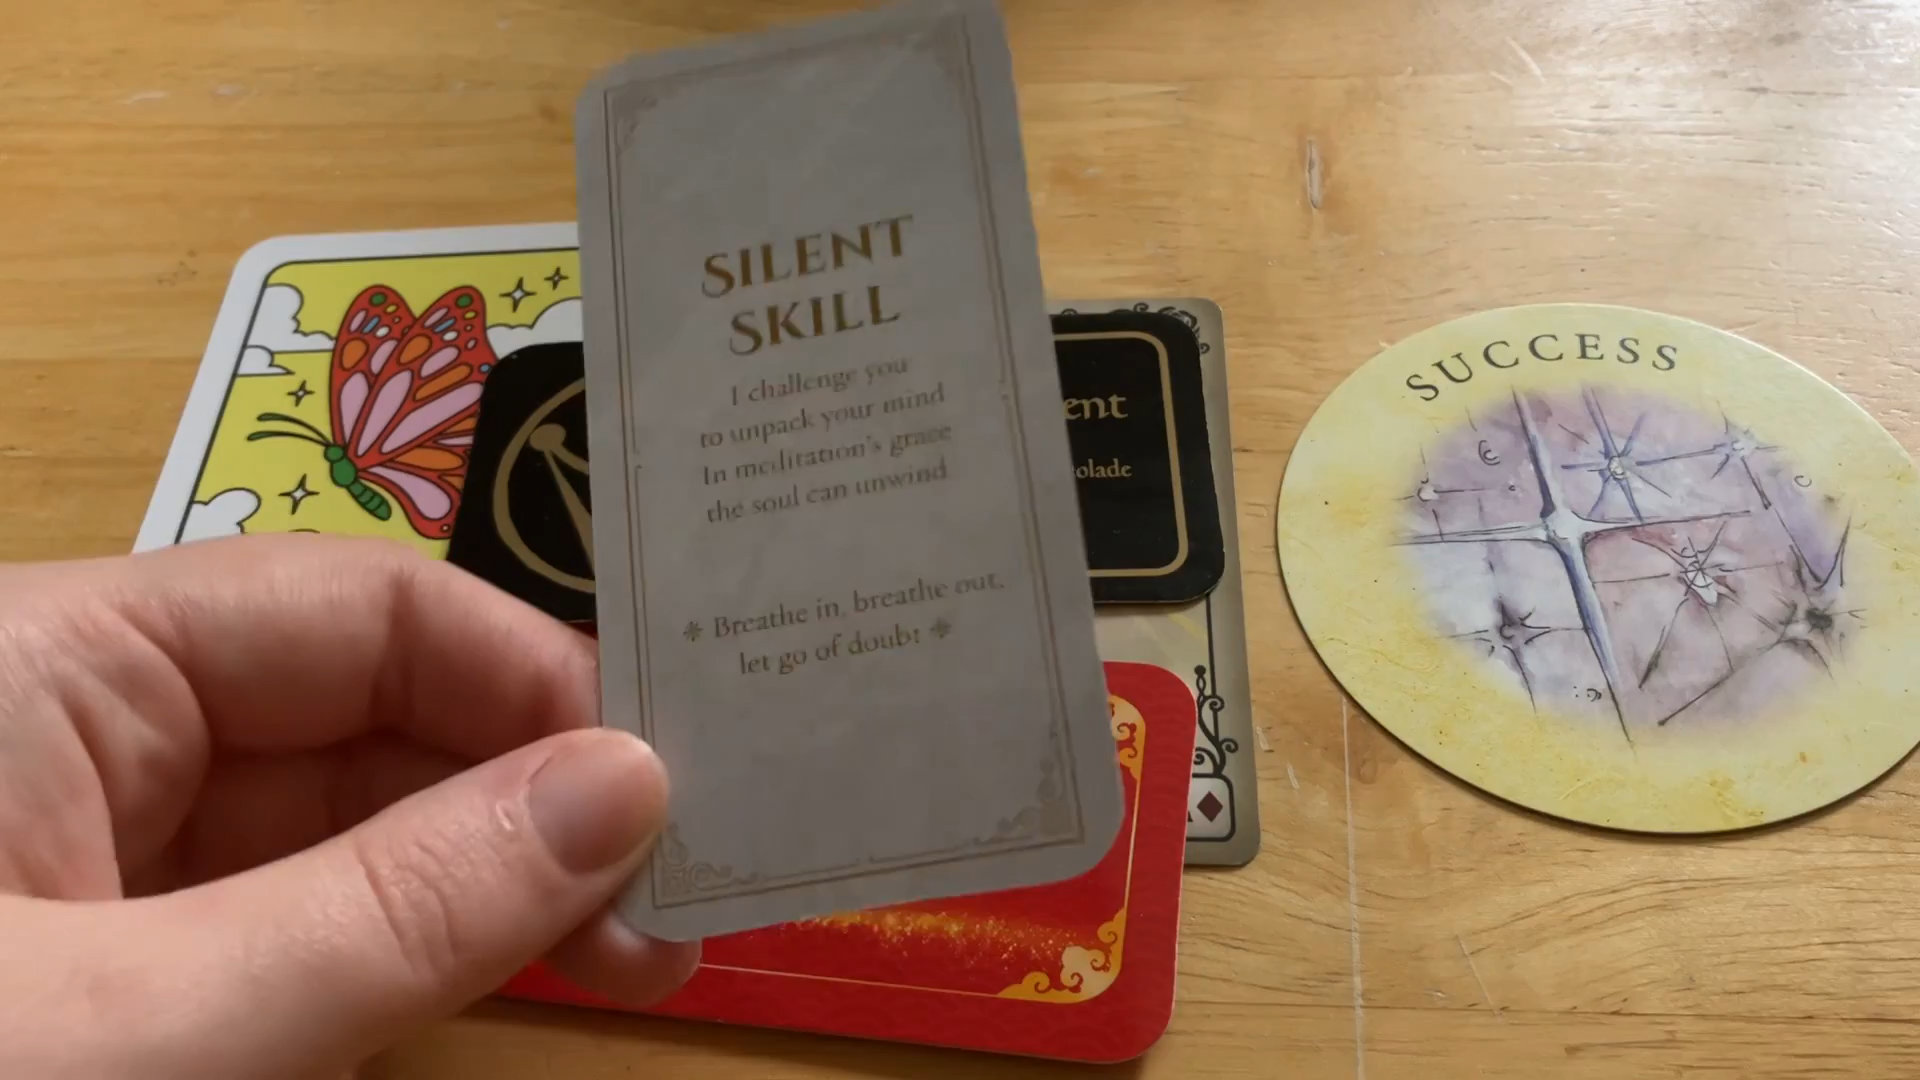 SILENT
SKILL
I challenge you
to unpack your mind
In meditation's grace
the soul can unwind
Breathe in, breathe out,
let go of doubt
SUCCESS